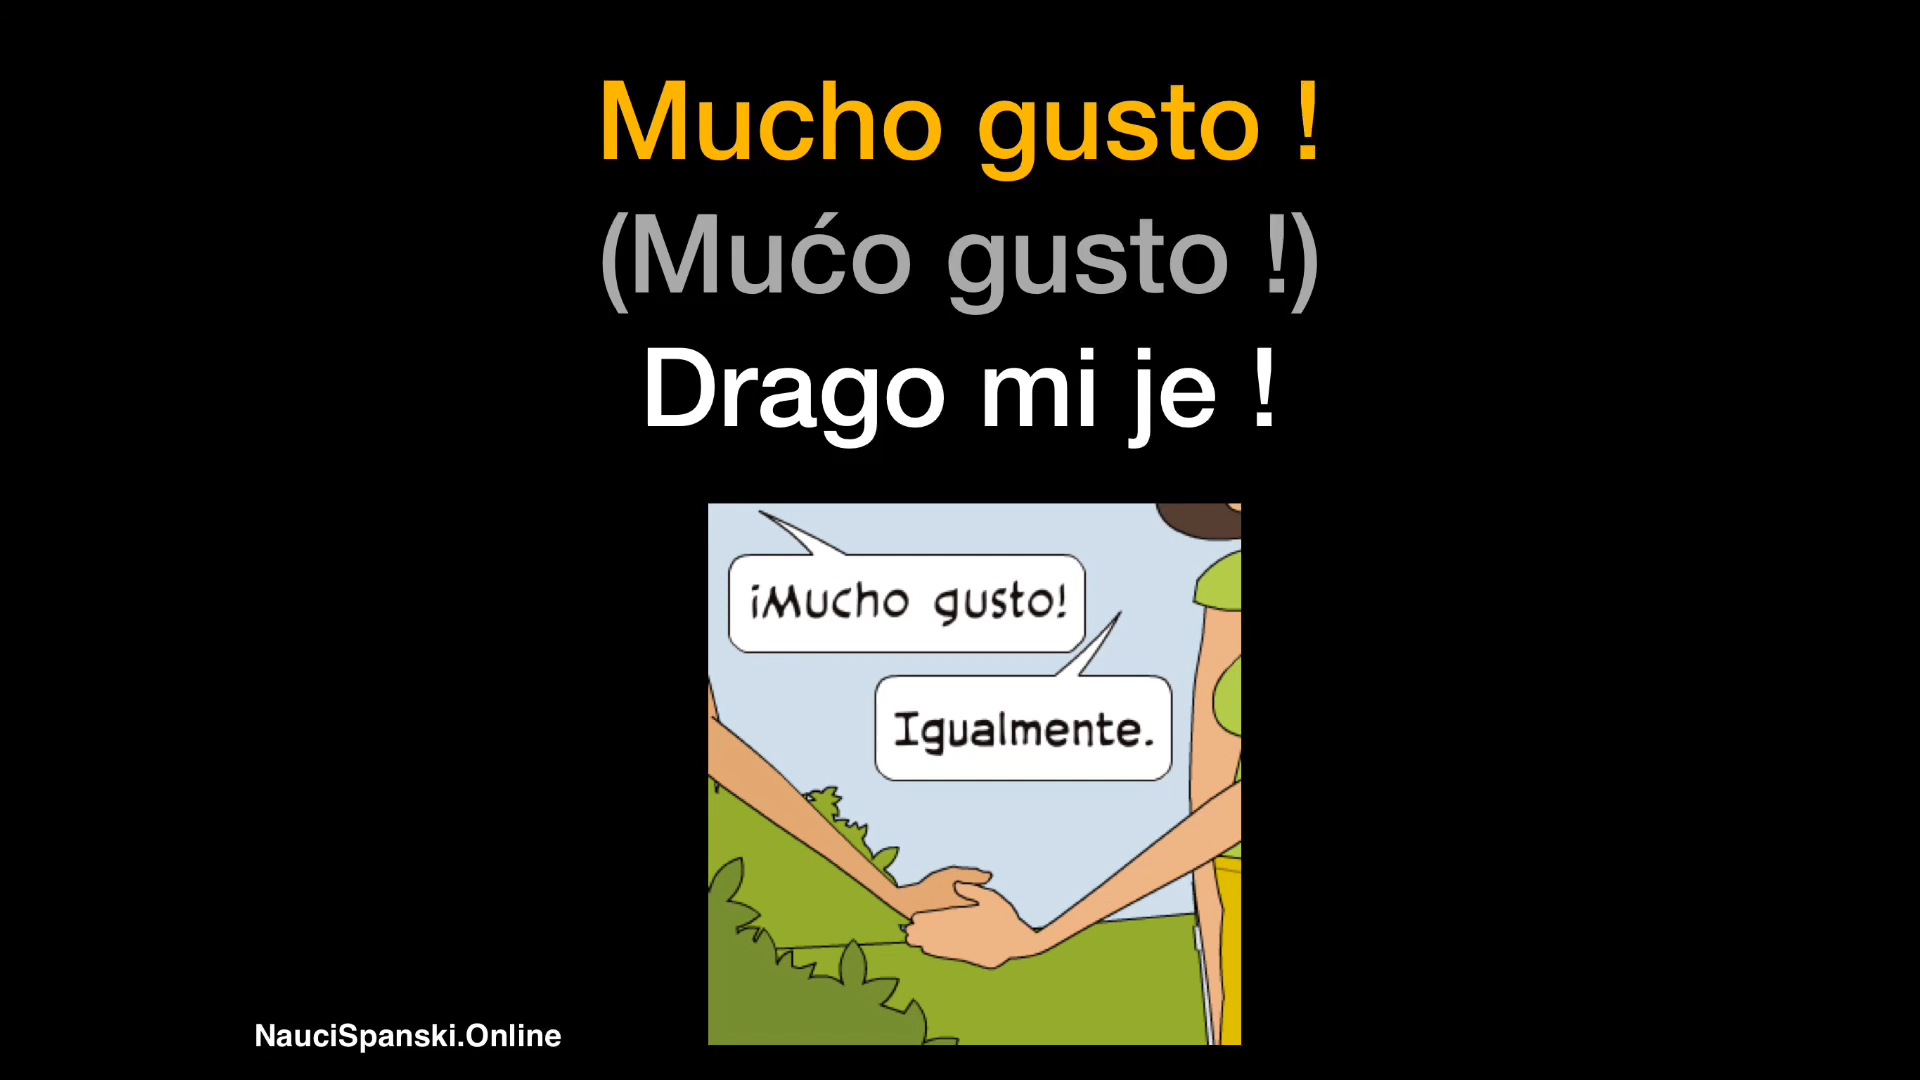 Mucho gusto !
(Mućo gusto !)
Drago mi je !
¡Mucho gusto!
Igualmente.
NauciSpanski.Online